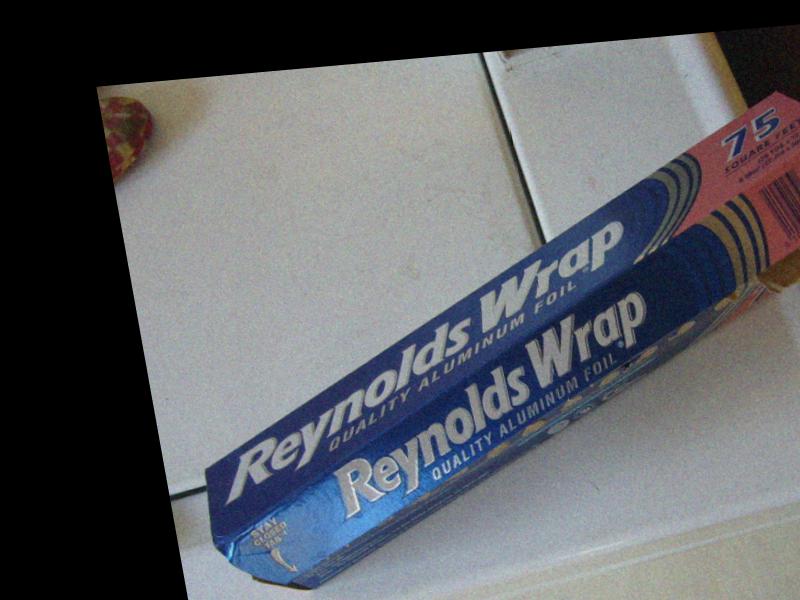 75
SQUARE FEET
Reynolds Wrap
QUALITY ALUMINUM FOIL
Reynolds Wrap
QUALITY ALUMINUM FOIL
STAY
CLOSED
TAB